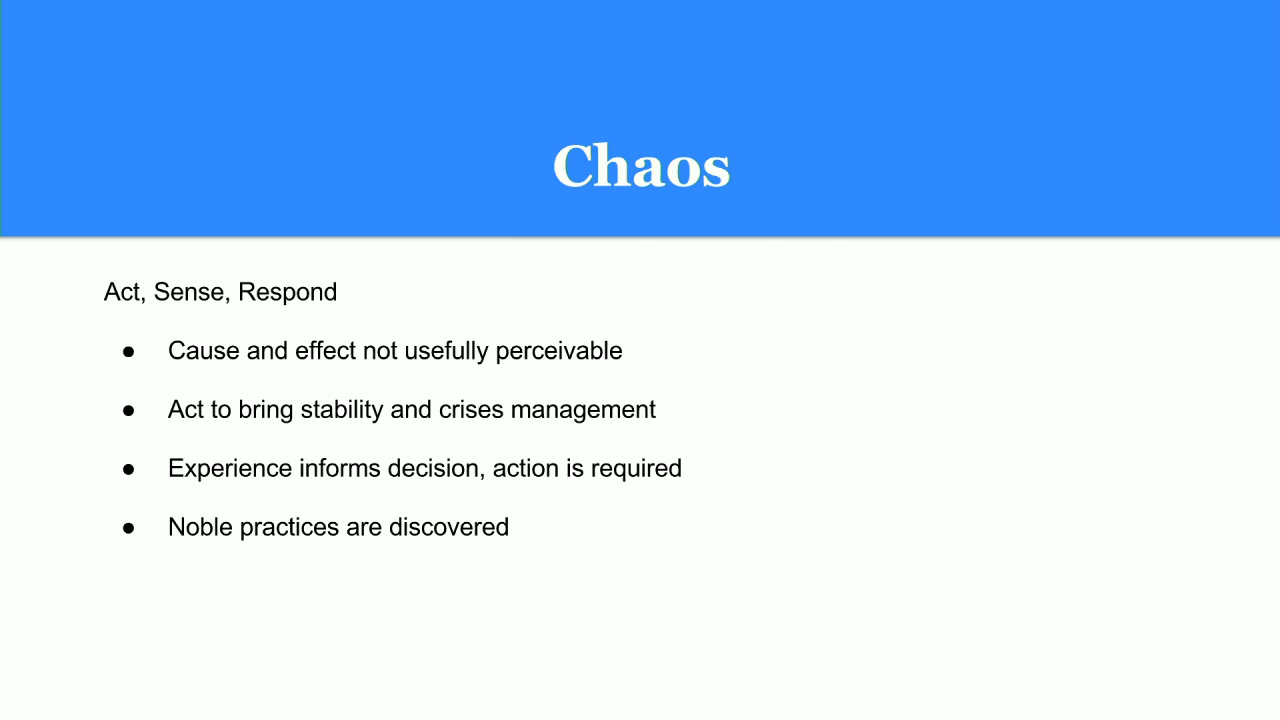 Chaos
Act, Sense, Respond
● Cause and effect not usefully perceivable
● Act to bring stability and crises management
● Experience informs decision, action is required
● Noble practices are discovered